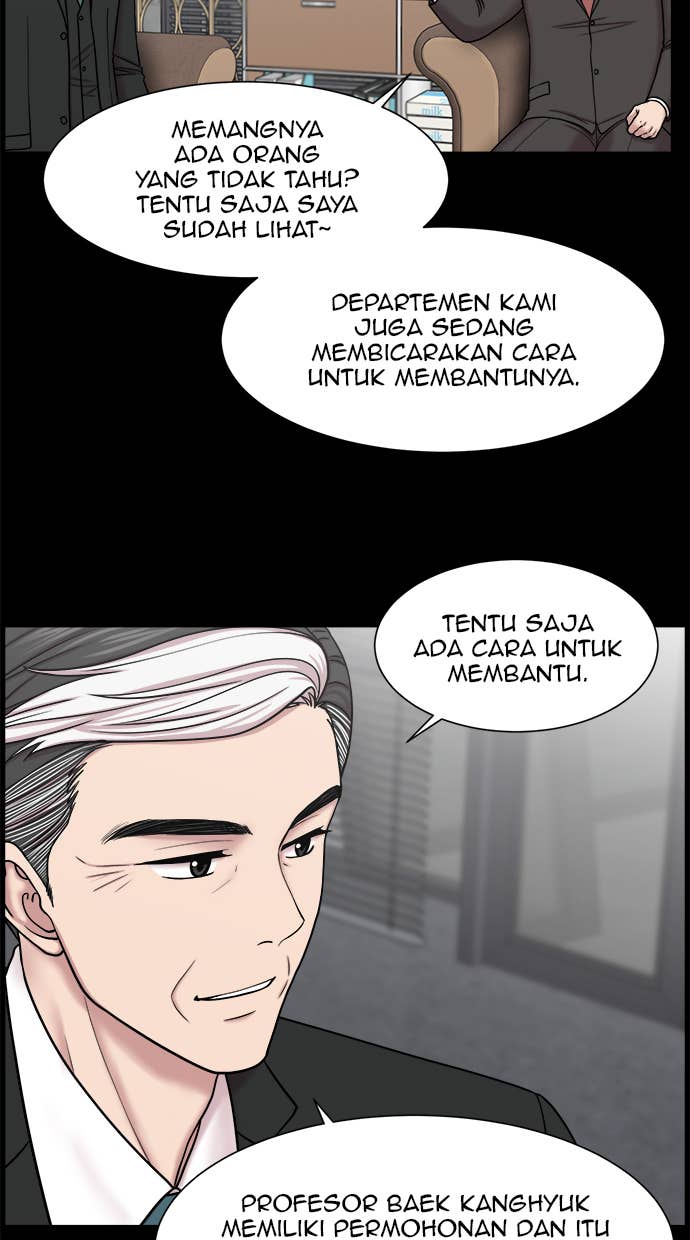 milk
MEMANGNYA
ADA ORANG
YANG TIDAK TAHU?
TENTU SAJA SAYA
SUDAH LIHAT~
DEPARTEMEN KAMI
JUGA SEDANG
MEMBICARAKAN CARA
UNTUK MEMBANTUNYA.
TENTU SAJA
ADA CARA UNTUK
MEMBANTU.
PROFESOR BAEK KANGHYUK
MEMILIKI PERMOHONAN DAN ITU